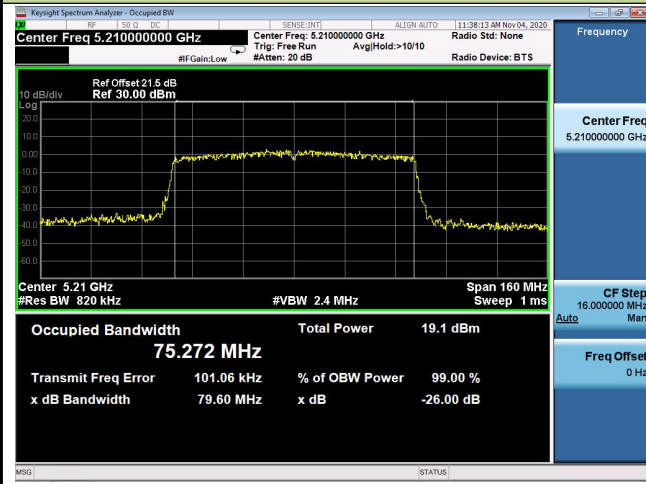 Keysight Spectrum Analyzer - Occupied BW
RF 50 Ω DC SENSE:INT ALIGN AUTO 11:38:13 AM Nov 04, 2020
Center Freq 5.210000000 GHz
Center Freq: 5.210000000 GHz
Radio Std: None
Trig: Free Run Avg|Hold:>10/10
#IFGain:Low #Atten: 20 dB Radio Device: BTS
Frequency
Ref Offset 21.5 dB
10 dB/div Ref 30.00 dBm
Log
20.0
10.0
0.00
-10.0
-20.0
-30.0
-40.0
-50.0
-60.0
Center 5.21 GHz Span 160 MHz
#Res BW 820 kHz #VBW 2.4 MHz Sweep 1 ms
Occupied Bandwidth Total Power 19.1 dBm
75.272 MHz
Transmit Freq Error 101.06 kHz % of OBW Power 99.00 %
x dB Bandwidth 79.60 MHz x dB -26.00 dB
Center Freq
5.210000000 GHz
CF Step
16.000000 MHz
Auto Man
Freq Offset
0 Hz
MSG STATUS